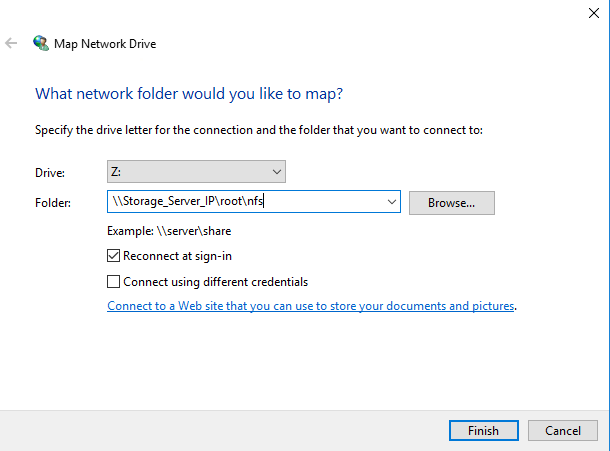 Map Network Drive
What network folder would you like to map?
Specify the drive letter for the connection and the folder that you want to connect to:
Drive: Z:
Folder: \\Storage_Server_IP\root\nfs Browse...
Example: \\server\share
Reconnect at sign-in
Connect using different credentials
Connect to a Web site that you can use to store your documents and pictures.
Finish Cancel